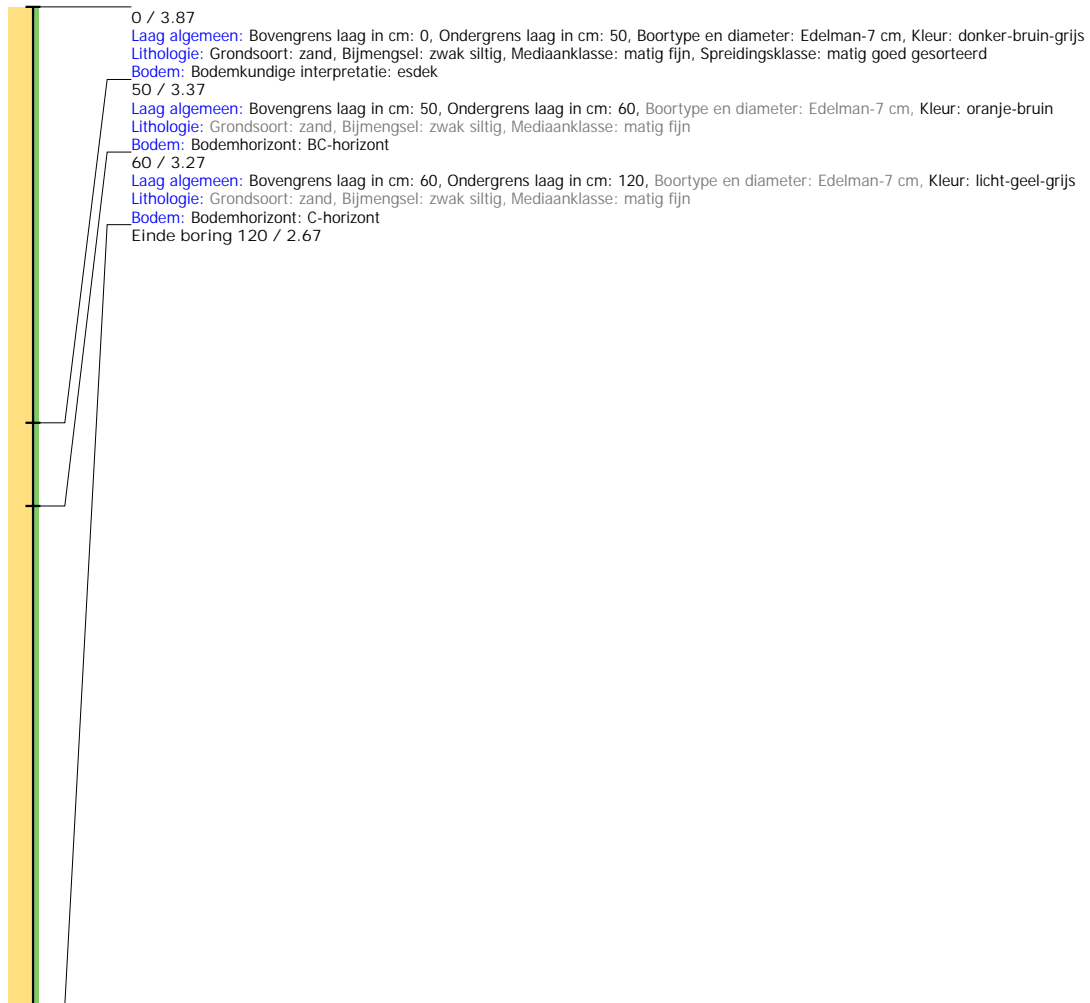 0 / 3.87
Laag algemeen: Bovengrens laag in cm: 0, Ondergrens laag in cm: 50, Boortype en diameter: Edelman-7 cm, Kleur: donker-bruin-grijs
Lithologie: Grondsoort: zand, Bijmengsel: zwak siltig, Mediaanklasse: matig fijn, Spreidingsklasse: matig goed gesorteerd
Bodem: Bodemkundige interpretatie: esdek
50 / 3.37
Laag algemeen: Bovengrens laag in cm: 50, Ondergrens laag in cm: 60, Boortype en diameter: Edelman-7 cm, Kleur: oranje-bruin
Lithologie: Grondsoort: zand, Bijmengsel: zwak siltig, Mediaanklasse: matig fijn
Bodem: Bodemhorizont: BC-horizont
60 / 3.27
Laag algemeen: Bovengrens laag in cm: 60, Ondergrens laag in cm: 120, Boortype en diameter: Edelman-7 cm, Kleur: licht-geel-grijs
Lithologie: Grondsoort: zand, Bijmengsel: zwak siltig, Mediaanklasse: matig fijn
Bodem: Bodemhorizont: C-horizont
Einde boring 120 / 2.67